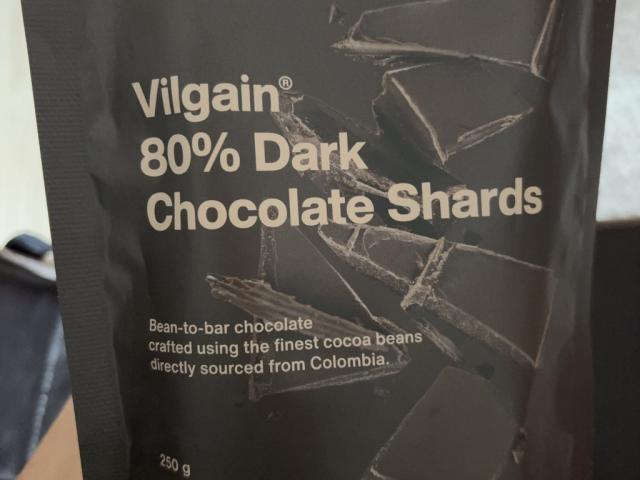 Vilgain®
80% Dark
Chocolate Shards
Bean-to-bar chocolate
crafted using the finest cocoa beans
directly sourced from Colombia.
250 g